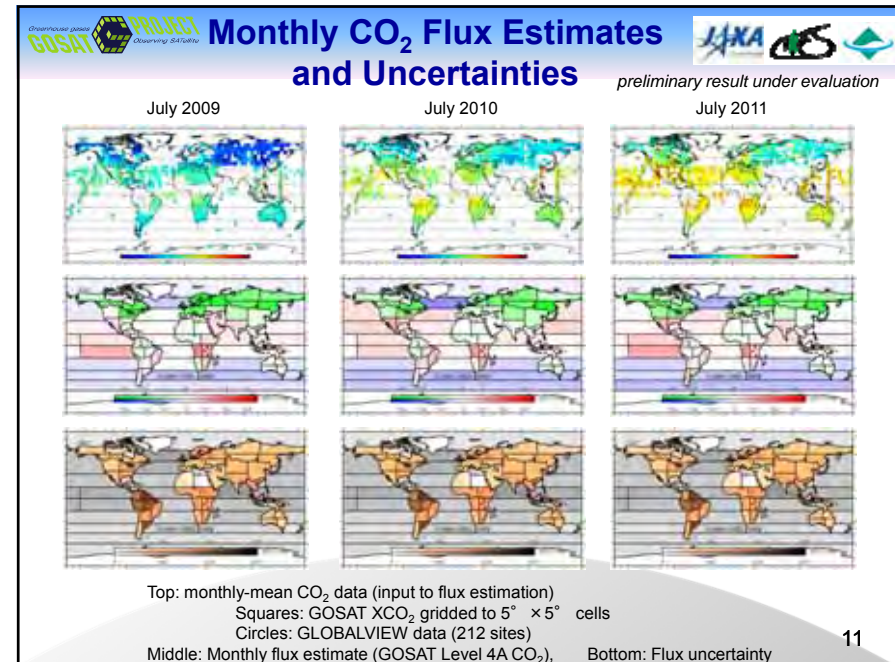 Greenhouse gases
GOSAT
PROJECT
Observing SATellite
Monthly CO₂ Flux Estimates
and Uncertainties
JAXA
preliminary result under evaluation
July 2009
July 2010
July 2011
Top: monthly-mean CO₂ data (input to flux estimation)
Squares: GOSAT XCO₂ gridded to 5° ×5° cells
Circles: GLOBALVIEW data (212 sites)
Middle: Monthly flux estimate (GOSAT Level 4A CO₂), Bottom: Flux uncertainty
11